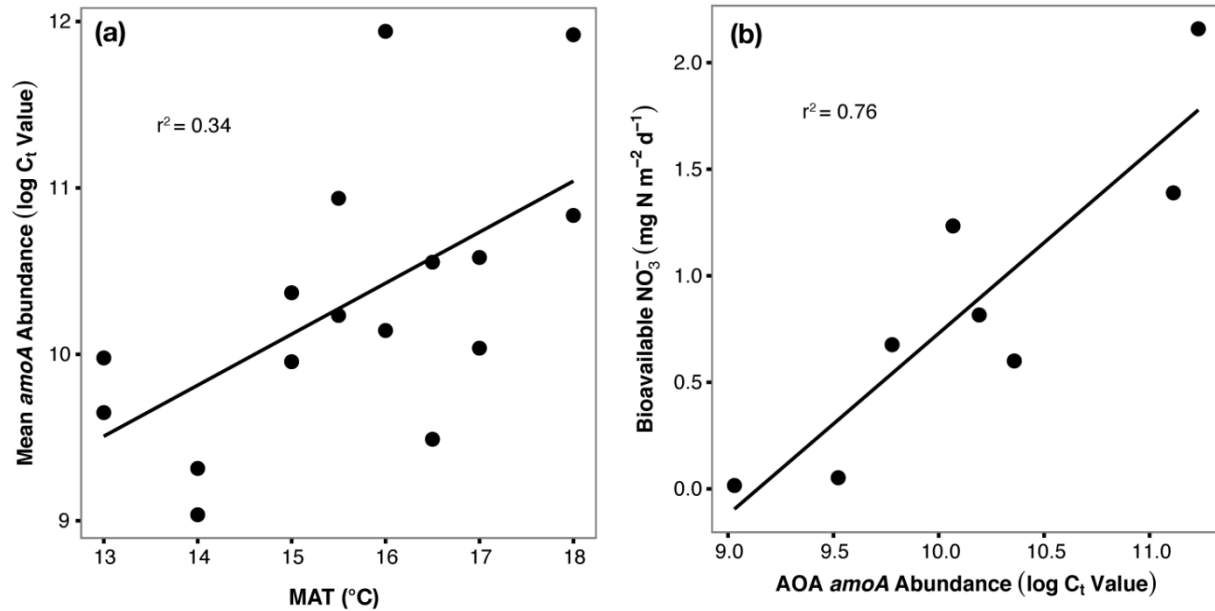 (a)
r² = 0.34
Mean amoA Abundance (log Cₜ Value)
12
11
10
9
13 14 15 16 17 18
MAT (°C)
(b)
r² = 0.76
Bioavailable NO₃⁻ (mg N m⁻² d⁻¹)
2.0
1.5
1.0
0.5
0.0
9.0 9.5 10.0 10.5 11.0
AOA amoA Abundance (log Cₜ Value)